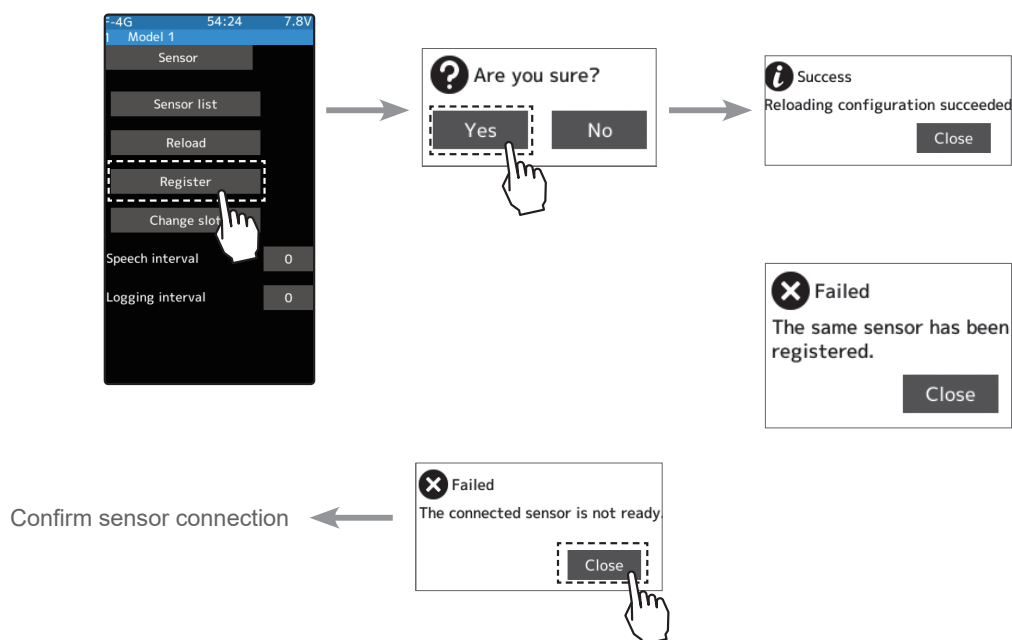 F-4G 54:24 7.8V
1 Model 1
Sensor
Sensor list
Reload
Register
Change slot
Speech interval 0
Logging interval 0
Are you sure?
Yes No
Success
Reloading configuration succeeded
Close
Failed
The same sensor has been
registered.
Close
Failed
The connected sensor is not ready.
Close
Confirm sensor connection